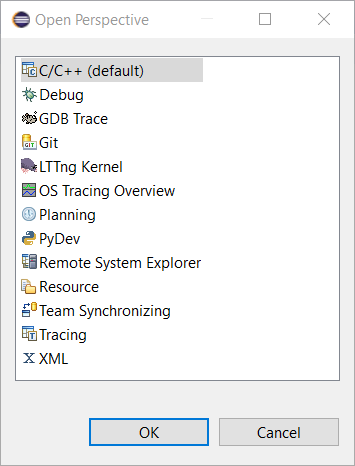 Open Perspective
C/C++ (default)
Debug
GDB Trace
Git
LTTng Kernel
OS Tracing Overview
Planning
PyDev
Remote System Explorer
Resource
Team Synchronizing
Tracing
XML
OK
Cancel